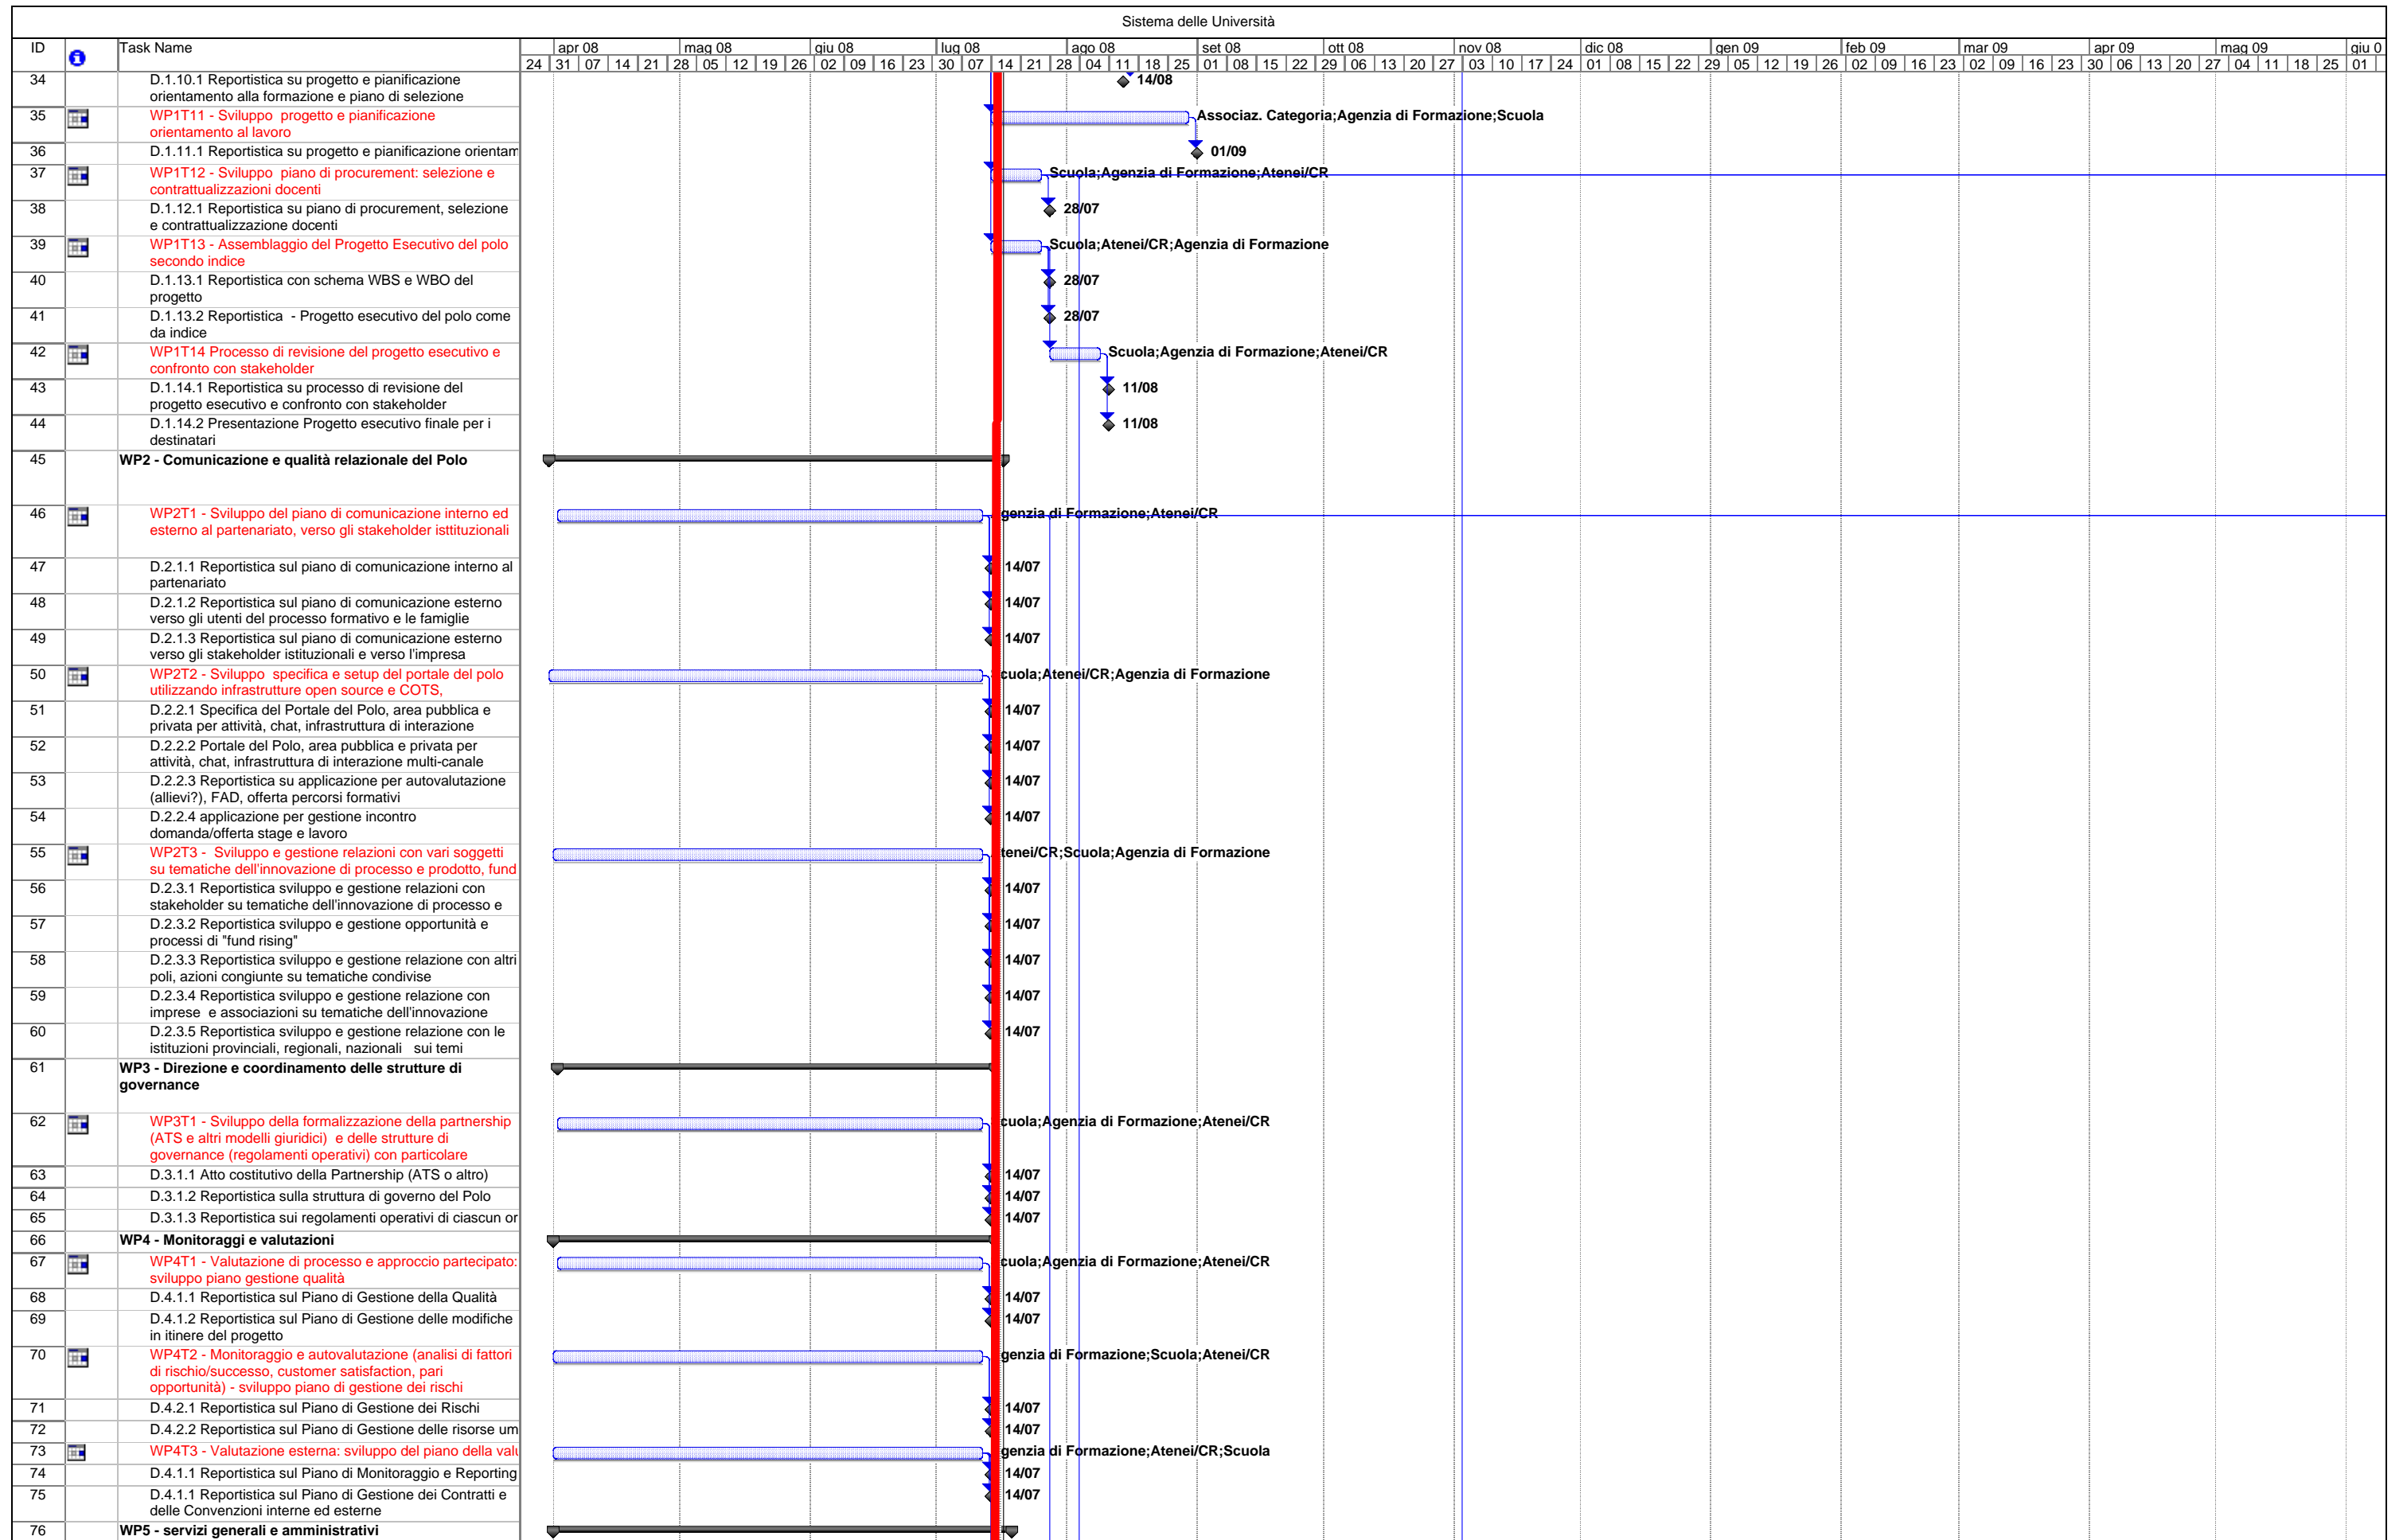 Sistema delle Università
ID Task Name apr 08 mag 08 giu 08 lug 08 ago 08 set 08 ott 08 nov 08 dic 08 gen 09 feb 09 mar 09 apr 09 mag 09 giu 0
24 31 07 14 21 28 05 12 19 26 02 09 16 23 30 07 14 21 28 04 11 18 25 01 08 15 22 29 06 13 20 27 03 10 17 24 01 08 15 22 29 05 12 19 26 02 09 16 23 02 09 16 23 30 06 13 20 27 04 11 18 25 01
34 D.1.10.1 Reportistica su progetto e pianificazione 14/08
orientamento alla formazione e piano di selezione
35 WP1T11 - Sviluppo progetto e pianificazione Associaz. Categoria;Agenzia di Formazione;Scuola
orientamento al lavoro
36 D.1.11.1 Reportistica su progetto e pianificazione orientam 01/09
37 WP1T12 - Sviluppo piano di procurement: selezione e Scuola;Agenzia di Formazione;Atenei/CR
contrattualizzazioni docenti
38 D.1.12.1 Reportistica su piano di procurement, selezione 28/07
e contrattualizzazione docenti
39 WP1T13 - Assemblaggio del Progetto Esecutivo del polo Scuola;Atenei/CR;Agenzia di Formazione
secondo indice
40 D.1.13.1 Reportistica con schema WBS e WBO del 28/07
progetto
41 D.1.13.2 Reportistica - Progetto esecutivo del polo come 28/07
da indice
42 WP1T14 Processo di revisione del progetto esecutivo e Scuola;Agenzia di Formazione;Atenei/CR
confronto con stakeholder
43 D.1.14.1 Reportistica su processo di revisione del 11/08
progetto esecutivo e confronto con stakeholder
44 D.1.14.2 Presentazione Progetto esecutivo finale per i 11/08
destinatari
45 WP2 - Comunicazione e qualità relazionale del Polo
46 WP2T1 - Sviluppo del piano di comunicazione interno ed genzia di Formazione;Atenei/CR
esterno al partenariato, verso gli stakeholder isttituzionali
47 D.2.1.1 Reportistica sul piano di comunicazione interno al 14/07
partenariato
48 D.2.1.2 Reportistica sul piano di comunicazione esterno 14/07
verso gli utenti del processo formativo e le famiglie
49 D.2.1.3 Reportistica sul piano di comunicazione esterno 14/07
verso gli stakeholder istituzionali e verso l'impresa
50 WP2T2 - Sviluppo specifica e setup del portale del polo cuola;Atenei/CR;Agenzia di Formazione
utilizzando infrastrutture open source e COTS,
51 D.2.2.1 Specifica del Portale del Polo, area pubblica e 14/07
privata per attività, chat, infrastruttura di interazione
52 D.2.2.2 Portale del Polo, area pubblica e privata per 14/07
attività, chat, infrastruttura di interazione multi-canale
53 D.2.2.3 Reportistica su applicazione per autovalutazione 14/07
(allievi?), FAD, offerta percorsi formativi
54 D.2.2.4 applicazione per gestione incontro 14/07
domanda/offerta stage e lavoro
55 WP2T3 - Sviluppo e gestione relazioni con vari soggetti tenei/CR;Scuola;Agenzia di Formazione
su tematiche dell'innovazione di processo e prodotto, fund
56 D.2.3.1 Reportistica sviluppo e gestione relazioni con 14/07
stakeholder su tematiche dell'innovazione di processo e
57 D.2.3.2 Reportistica sviluppo e gestione opportunità e 14/07
processi di "fund rising"
58 D.2.3.3 Reportistica sviluppo e gestione relazione con altri 14/07
poli, azioni congiunte su tematiche condivise
59 D.2.3.4 Reportistica sviluppo e gestione relazione con 14/07
imprese e associazioni su tematiche dell'innovazione
60 D.2.3.5 Reportistica sviluppo e gestione relazione con le 14/07
istituzioni provinciali, regionali, nazionali sui temi
61 WP3 - Direzione e coordinamento delle strutture di
governance
62 WP3T1 - Sviluppo della formalizzazione della partnership cuola;Agenzia di Formazione;Atenei/CR
(ATS e altri modelli giuridici) e delle strutture di
governance (regolamenti operativi) con particolare
63 D.3.1.1 Atto costitutivo della Partnership (ATS o altro) 14/07
64 D.3.1.2 Reportistica sulla struttura di governo del Polo 14/07
65 D.3.1.3 Reportistica sui regolamenti operativi di ciascun or 14/07
66 WP4 - Monitoraggi e valutazioni
67 WP4T1 - Valutazione di processo e approccio partecipato: cuola;Agenzia di Formazione;Atenei/CR
sviluppo piano gestione qualità
68 D.4.1.1 Reportistica sul Piano di Gestione della Qualità 14/07
69 D.4.1.2 Reportistica sul Piano di Gestione delle modifiche 14/07
in itinere del progetto
70 WP4T2 - Monitoraggio e autovalutazione (analisi di fattori genzia di Formazione;Scuola;Atenei/CR
di rischio/successo, customer satisfaction, pari
opportunità) - sviluppo piano di gestione dei rischi
71 D.4.2.1 Reportistica sul Piano di Gestione dei Rischi 14/07
72 D.4.2.2 Reportistica sul Piano di Gestione delle risorse um 14/07
73 WP4T3 - Valutazione esterna: sviluppo del piano della valu genzia di Formazione;Atenei/CR;Scuola
74 D.4.1.1 Reportistica sul Piano di Monitoraggio e Reporting 14/07
75 D.4.1.1 Reportistica sul Piano di Gestione dei Contratti e 14/07
delle Convenzioni interne ed esterne
76 WP5 - servizi generali e amministrativi